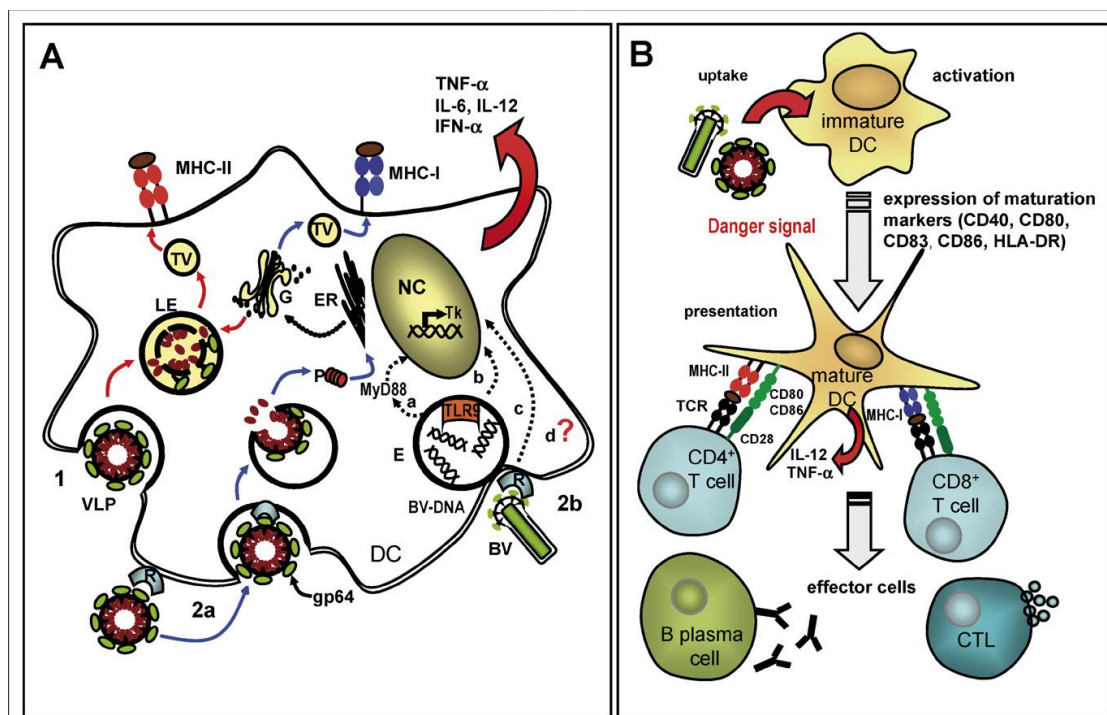 A
TNF-α
IL-6, IL-12
IFN-α
MHC-II
MHC-I
TV
TV
LE
G
ER
NC
Tk
P
MyD88
a
b
c
d?
TLR9
E
BV-DNA
1
VLP
R
2a
gp64
DC
R
BV
2b
B
uptake
activation
immature
DC
Danger signal
expression of maturation
markers (CD40, CD80,
CD83, CD86, HLA-DR)
presentation
MHC-II
mature
DC
TCR
CD80
CD86
MHC-I
CD28
IL-12
TNF-α
CD4+
T cell
CD8+
T cell
effector cells
B plasma
cell
CTL